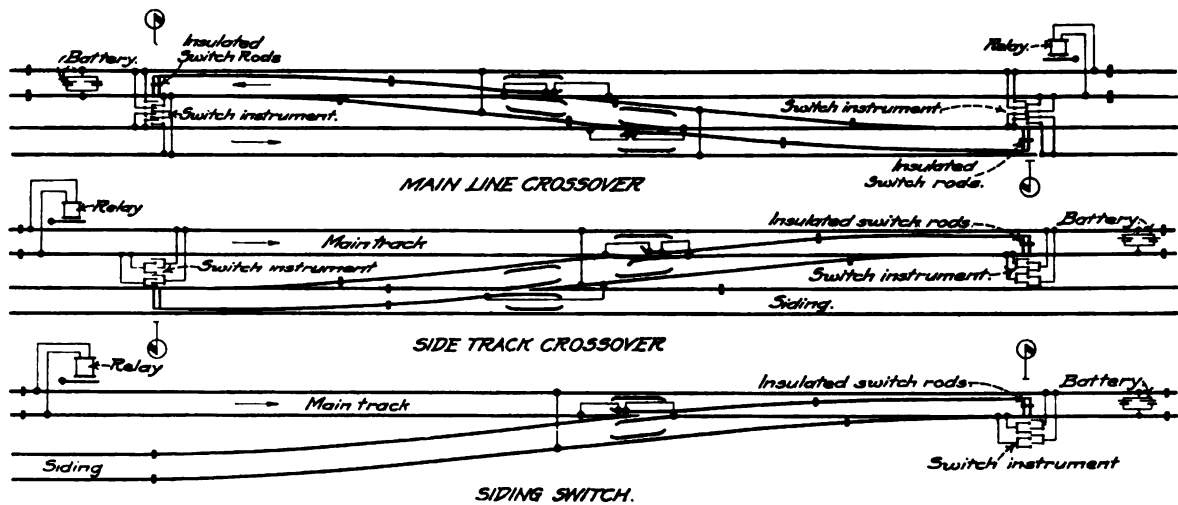 Battery.
Insulated
Switch Rods
Relay.
Switch instrument.
Switch instrument.
Insulated
Switch rods.
MAIN LINE CROSSOVER
Relay
Main track
Insulated switch rods
Battery
Switch instrument
Switch instrument.
Siding.
SIDE TRACK CROSSOVER
Relay
Main track
Insulated switch rods
Battery
Siding
Switch instrument
SIDING SWITCH.